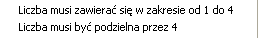 Liczba musi zawierać się w zakresie od 1 do 4
Liczba musi być podzielna przez 4